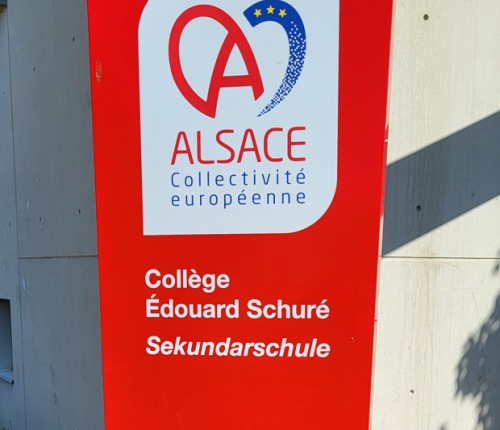 ALSACE
Collectivité
européenne
Collège
Édouard Schuré
Sekundarschule